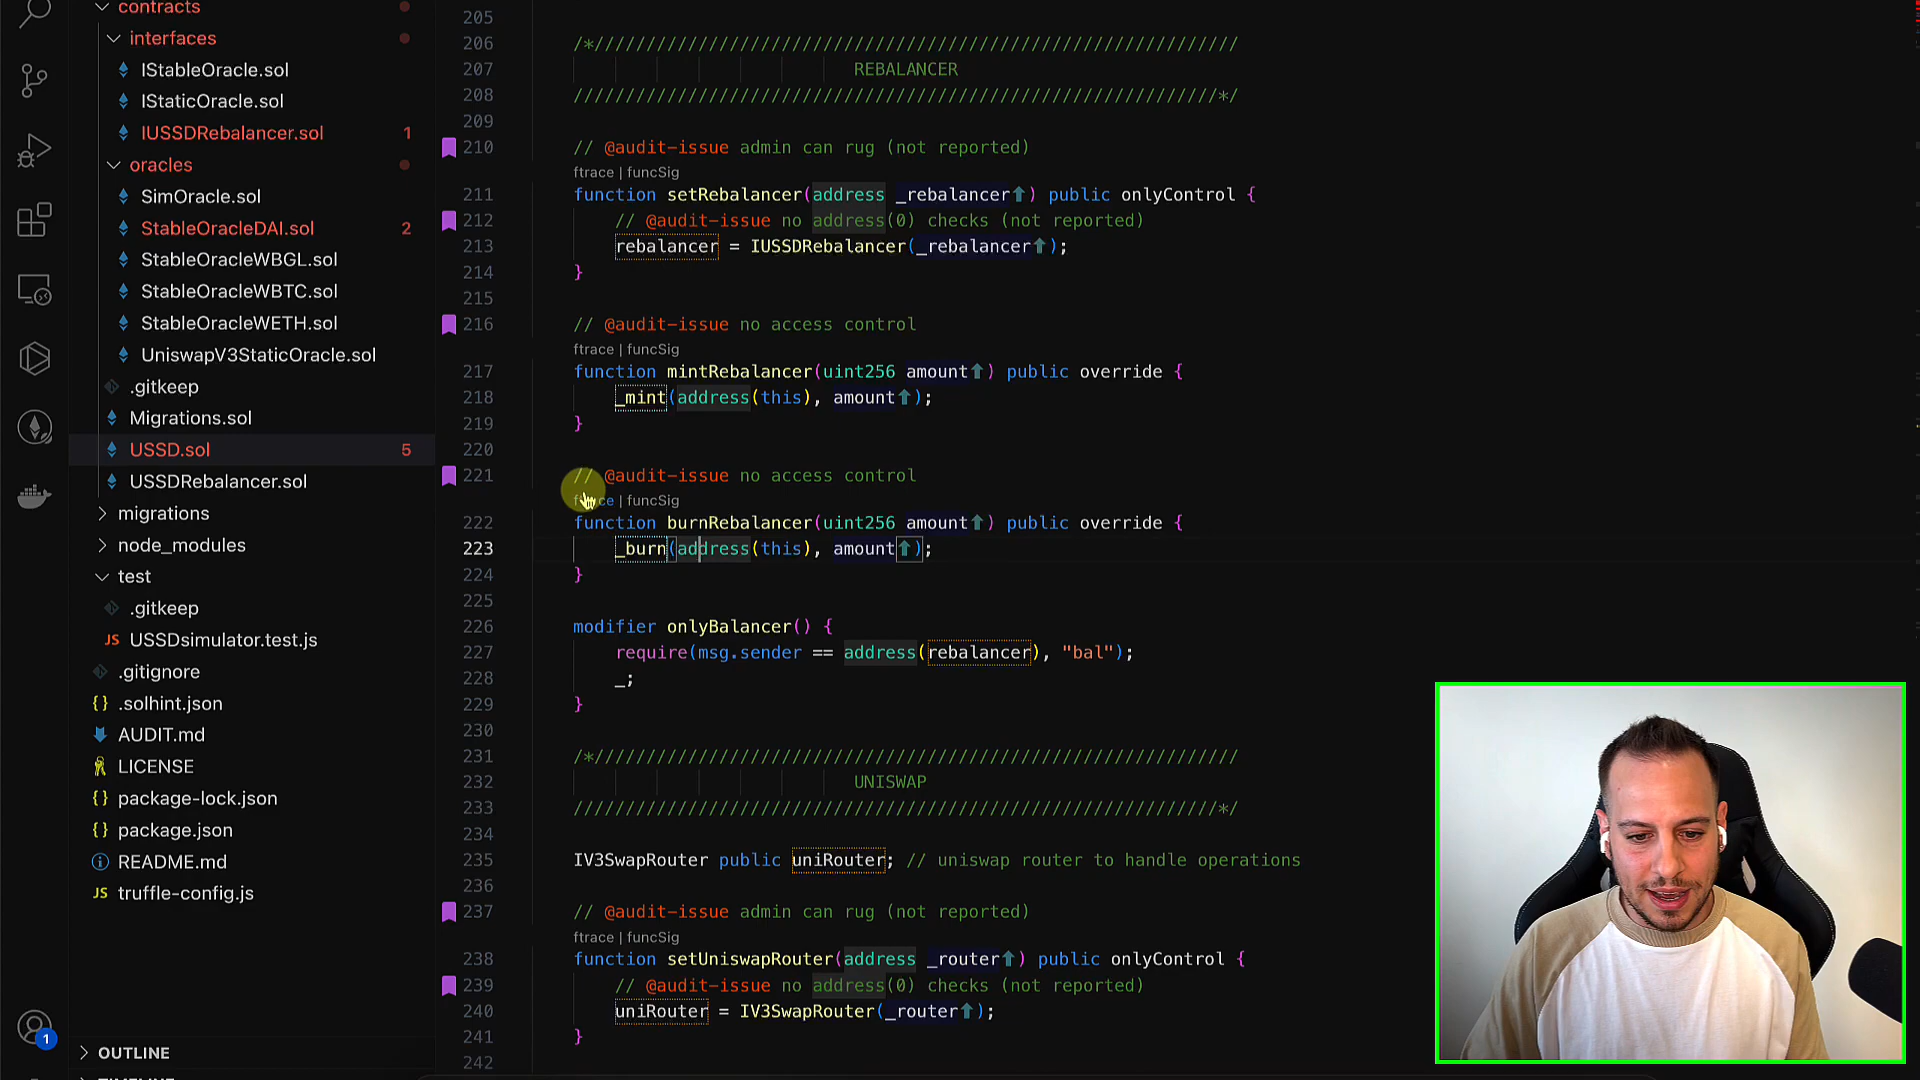 contracts
interfaces
IStableOracle.sol
IStaticOracle.sol
IUSSDRebalancer.sol 1
oracles
SimOracle.sol
StableOracleDAI.sol 2
StableOracleWBGL.sol
StableOracleWBTC.sol
StableOracleWETH.sol
UniswapV3StaticOracle.sol
.gitkeep
Migrations.sol
USSD.sol 5
USSDRebalancer.sol
migrations
node_modules
test
.gitkeep
JS USSDsimulator.test.js
.gitignore
{} .solhint.json
AUDIT.md
LICENSE
{} package-lock.json
{} package.json
README.md
JS truffle-config.js
1
OUTLINE
205
206 /*//////////////////////////////////////////////////////////////
207 REBALANCER
208 //////////////////////////////////////////////////////////////*/
209
210 // @audit-issue admin can rug (not reported)
ftrace | funcSig
211 function setRebalancer(address _rebalancer⬆) public onlyControl {
212 // @audit-issue no address(0) checks (not reported)
213 rebalancer = IUSSDRebalancer(_rebalancer⬆);
214 }
215
216 // @audit-issue no access control
ftrace | funcSig
217 function mintRebalancer(uint256 amount⬆) public override {
218 _mint(address(this), amount⬆);
219 }
220
221 // @audit-issue no access control
ftrace | funcSig
222 function burnRebalancer(uint256 amount⬆) public override {
223 _burn(address(this), amount⬆);
224 }
225
226 modifier onlyBalancer() {
227 require(msg.sender == address(rebalancer), "bal");
228 _;
229 }
230
231 /*//////////////////////////////////////////////////////////////
232 UNISWAP
233 //////////////////////////////////////////////////////////////*/
234
235 IV3SwapRouter public uniRouter; // uniswap router to handle operations
236
237 // @audit-issue admin can rug (not reported)
ftrace | funcSig
238 function setUniswapRouter(address _router⬆) public onlyControl {
239 // @audit-issue no address(0) checks (not reported)
240 uniRouter = IV3SwapRouter(_router⬆);
241 }
242